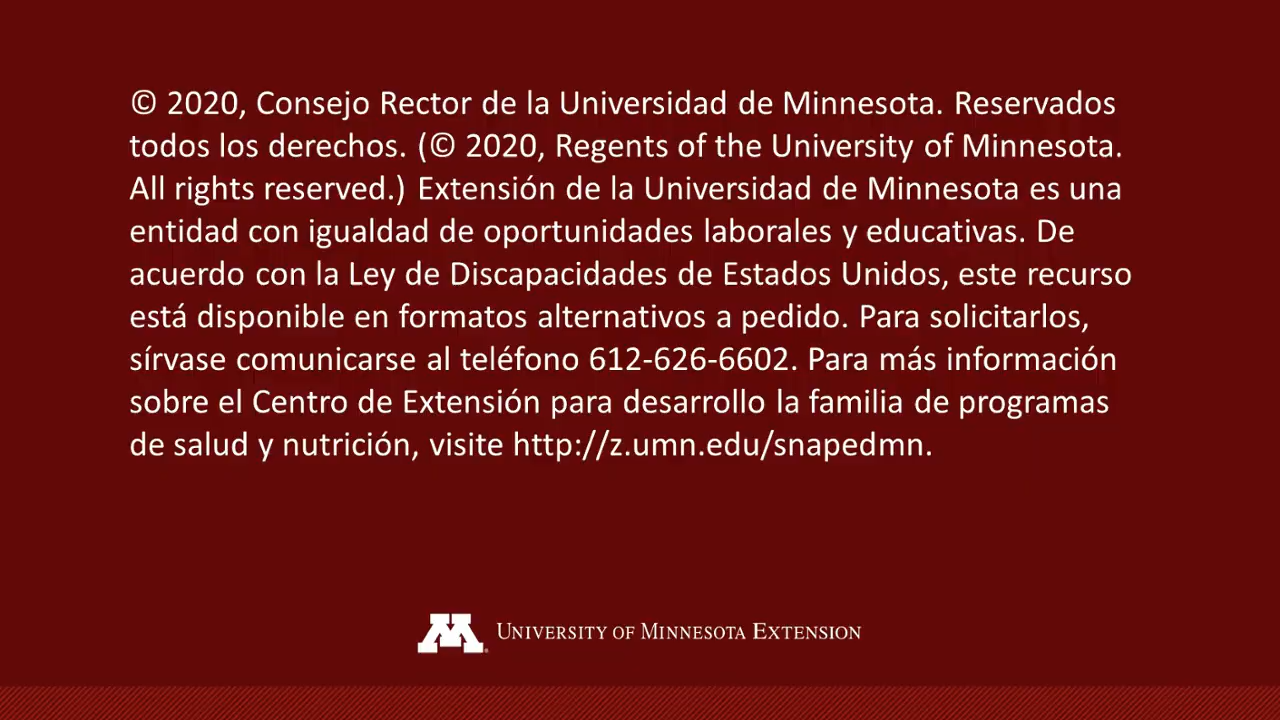 © 2020, Consejo Rector de la Universidad de Minnesota. Reservados
todos los derechos. (© 2020, Regents of the University of Minnesota.
All rights reserved.) Extensión de la Universidad de Minnesota es una
entidad con igualdad de oportunidades laborales y educativas. De
acuerdo con la Ley de Discapacidades de Estados Unidos, este recurso
está disponible en formatos alternativos a pedido. Para solicitarlos,
sírvase comunicarse al teléfono 612-626-6602. Para más información
sobre el Centro de Extensión para desarrollo la familia de programas
de salud y nutrición, visite http://z.umn.edu/snapedmn.
M University of Minnesota Extension